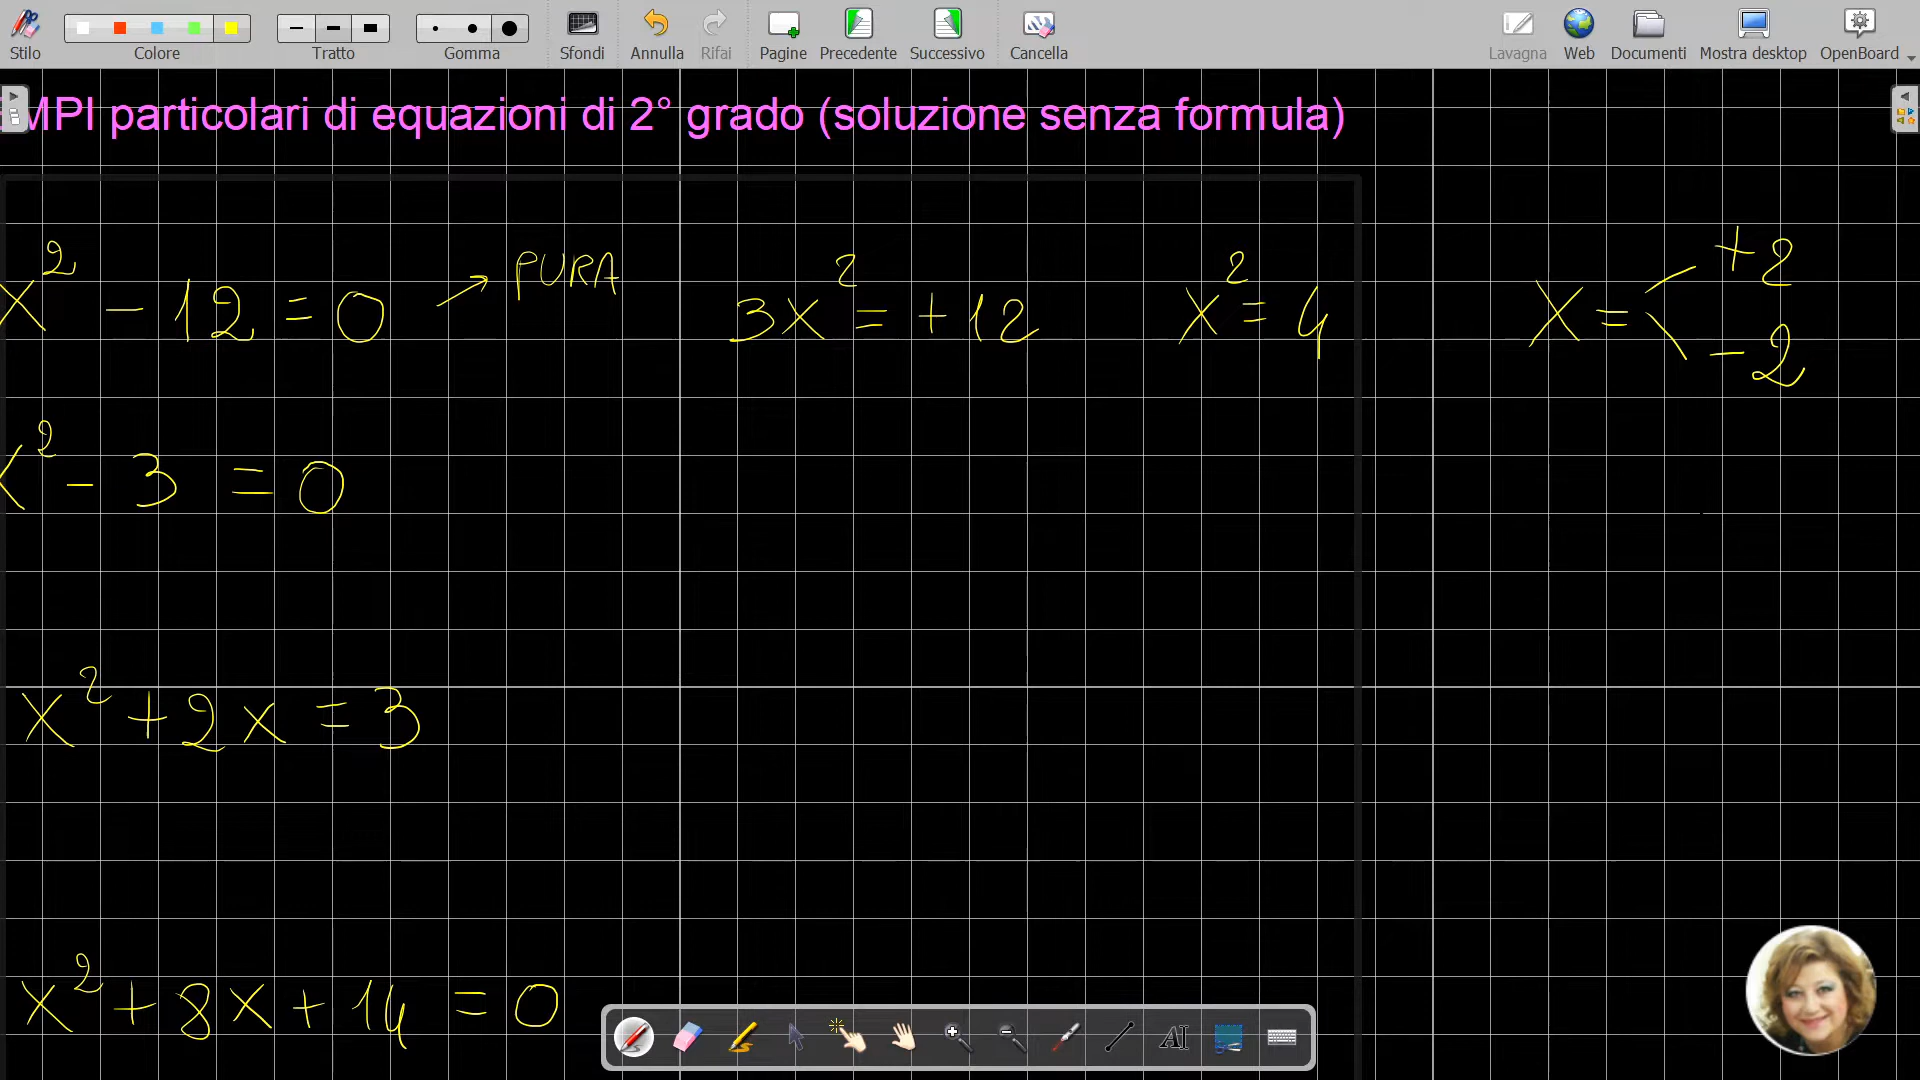 Stilo Colore Tratto Gomma Sfondi Annulla Rifai Pagine Precedente Successivo Cancella Lavagna Web Documenti Mostra desktop OpenBoard
MPI particolari di equazioni di 2° grado (soluzione senza formula)
x² - 12 = 0 → PURA 3x² = +12 x² = 4 x = +2
-2
x² - 3 = 0
x² + 2x = 3
x² + 8x + 14 = 0
AI